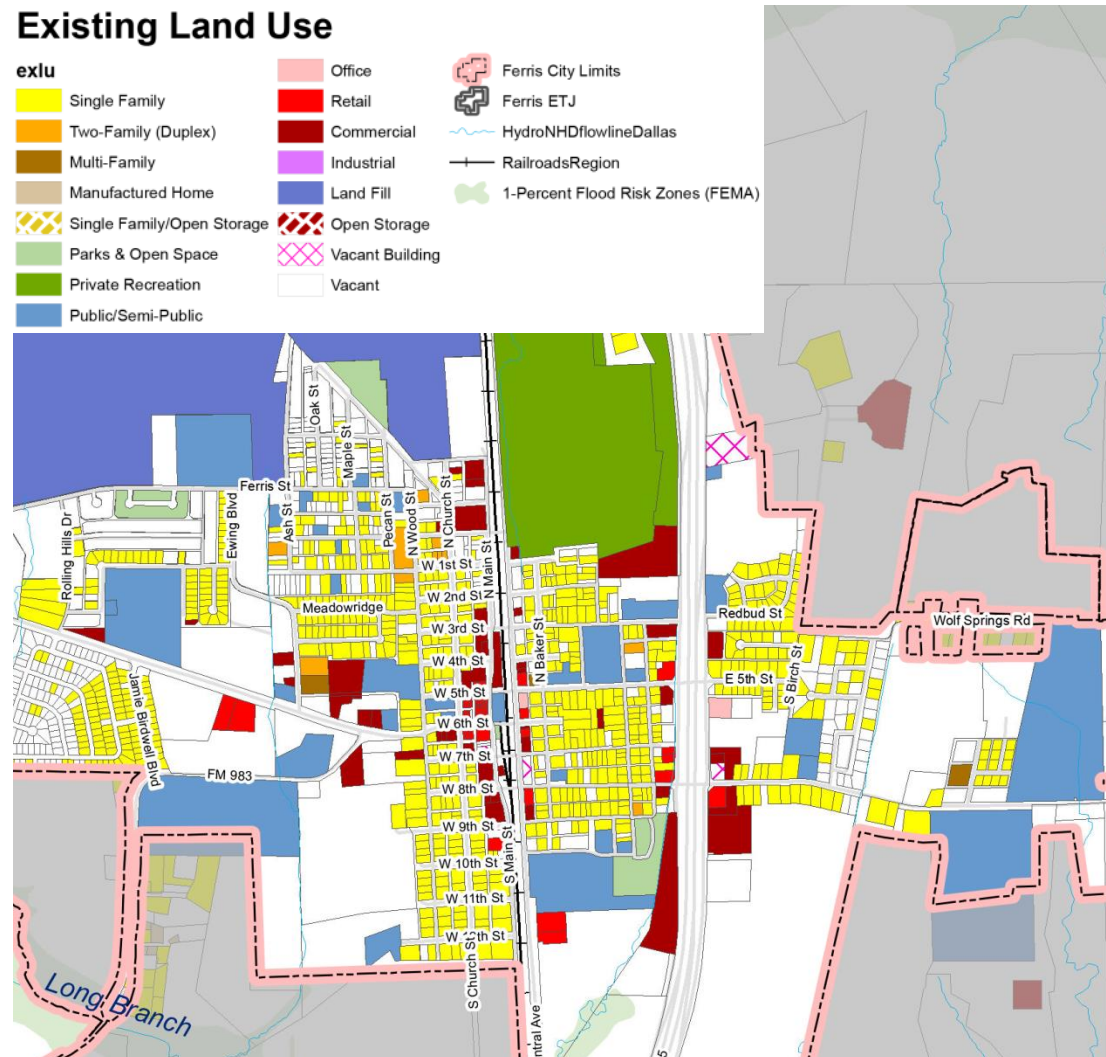 Existing Land Use
exlu
Single Family
Two-Family (Duplex)
Multi-Family
Manufactured Home
Single Family/Open Storage
Parks & Open Space
Private Recreation
Public/Semi-Public
Office
Retail
Commercial
Industrial
Land Fill
Open Storage
Vacant Building
Vacant
Ferris City Limits
Ferris ETJ
HydroNHDflowlineDallas
RailroadsRegion
1-Percent Flood Risk Zones (FEMA)
Oak St
Maple St
Ferris St
Ash St
Pecan St
N Wood St
N Church St
Ewing Blvd
Rolling Hills Dr
W 1st St
N Main St
W 2nd St
Meadowridge
W 3rd St
N Baker St
Redbud St
Wolf Springs Rd
W 4th St
W 5th St
E 5th St
S Birch St
Jamie Birdwell Blvd
W 6th St
W 7th St
FM 983
W 8th St
W 9th St
S Main St
W 10th St
W 11th St
S Church St
Long Branch
ntral Ave
5